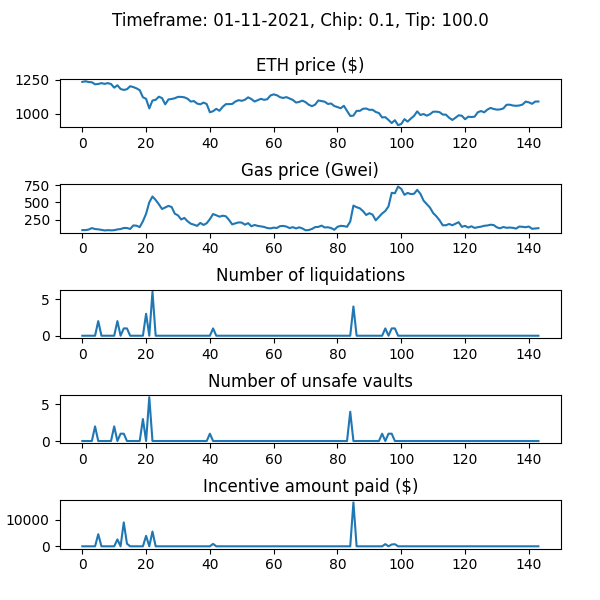 Timeframe: 01-11-2021, Chip: 0.1, Tip: 100.0
ETH price ($)
1250
1000
0 20 40 60 80 100 120 140
Gas price (Gwei)
750
500
250
0 20 40 60 80 100 120 140
Number of liquidations
5
0
0 20 40 60 80 100 120 140
Number of unsafe vaults
5
0
0 20 40 60 80 100 120 140
Incentive amount paid ($)
10000
0
0 20 40 60 80 100 120 140